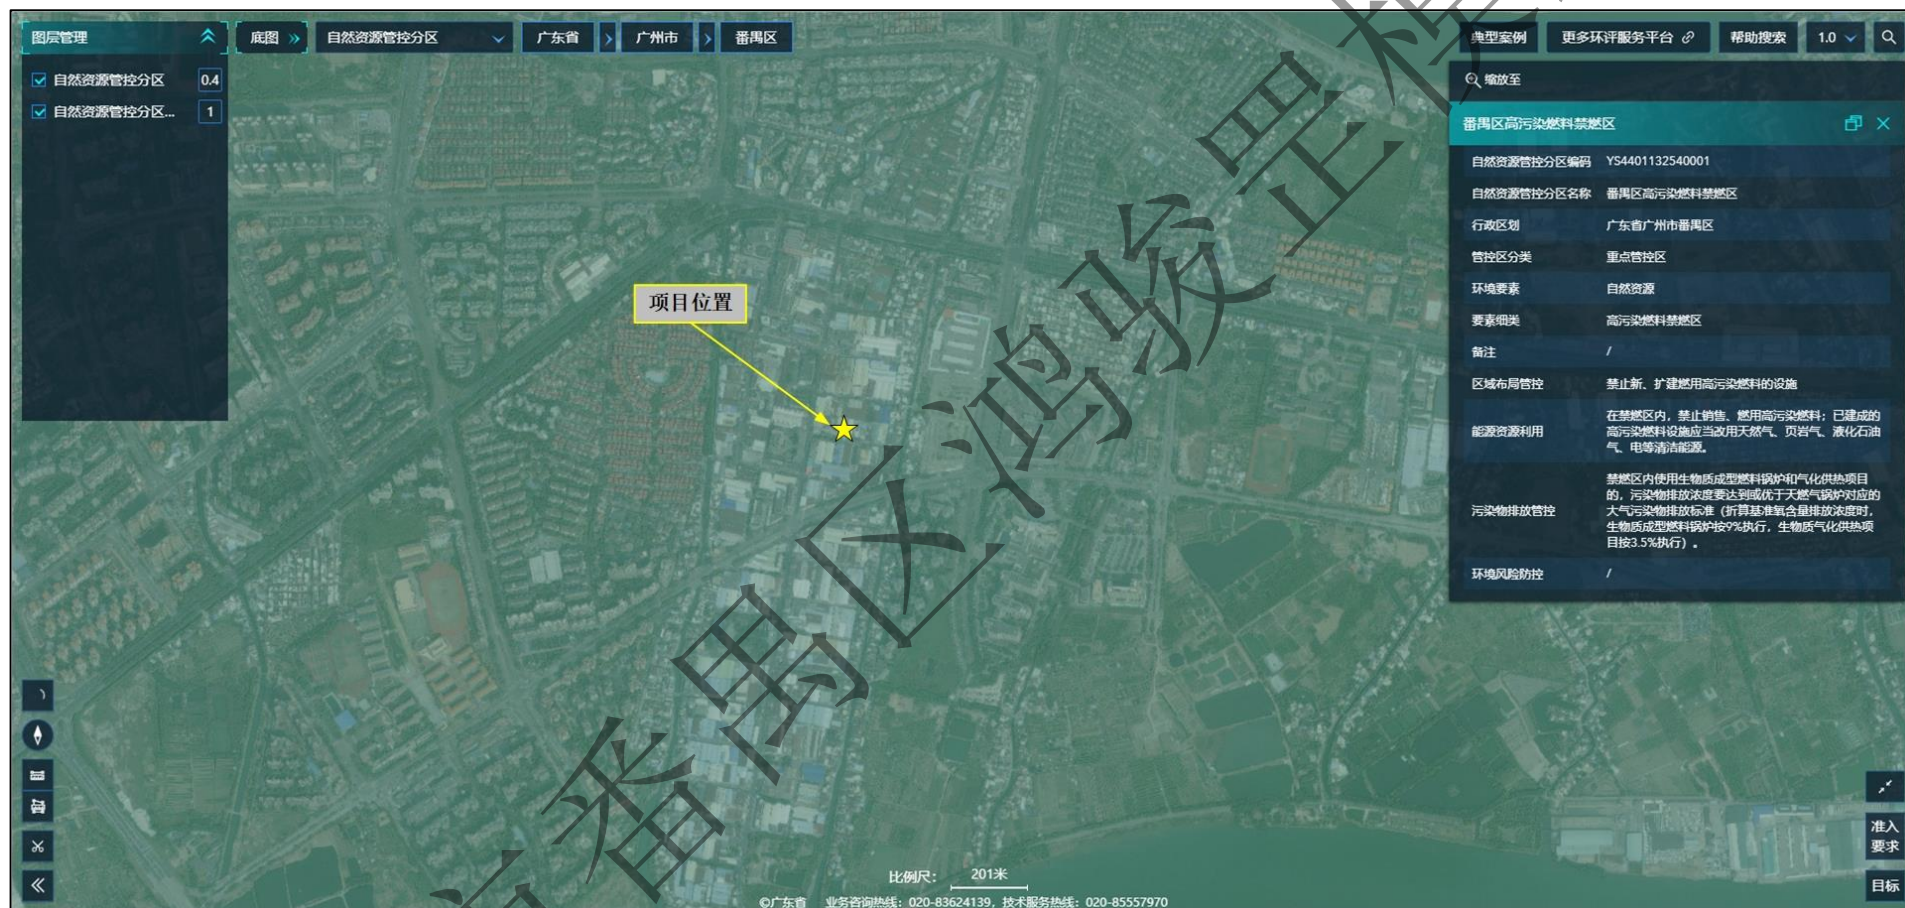 图层管理
底图
自然资源管控分区
广东省
广州市
番禺区
典型案例
更多环评服务平台
帮助搜索
1.0
自然资源管控分区 0.4
自然资源管控分区... 1
缩放至
番禺区高污染燃料禁燃区
自然资源管控分区编码 YS4401132540001
自然资源管控分区名称 番禺区高污染燃料禁燃区
行政区划 广东省广州市番禺区
管控区分类 重点管控区
环境要素 自然资源
要素细类 高污染燃料禁燃区
备注 /
区域布局管控 禁止新、扩建燃用高污染燃料的设施
能源资源利用
在禁燃区内，禁止销售、燃用高污染燃料；已建成的
高污染燃料设施应当改用天然气、页岩气、液化石油
气、电等清洁能源。
污染物排放管控
禁燃区内使用生物质成型燃料锅炉和气化供热项目
的，污染物排放浓度要达到或优于天然气锅炉对应的
大气污染物排放标准（折算基准氧含量排放浓度时，
生物质成型燃料锅炉按9%执行，生物质气化供热项
目按3.5%执行）。
环境风险防控 /
项目位置
番禺区鸿骏罡
准入
要求
目标
比例尺： 201米
©广东省 业务咨询热线：020-83624139，技术服务热线：020-85557970